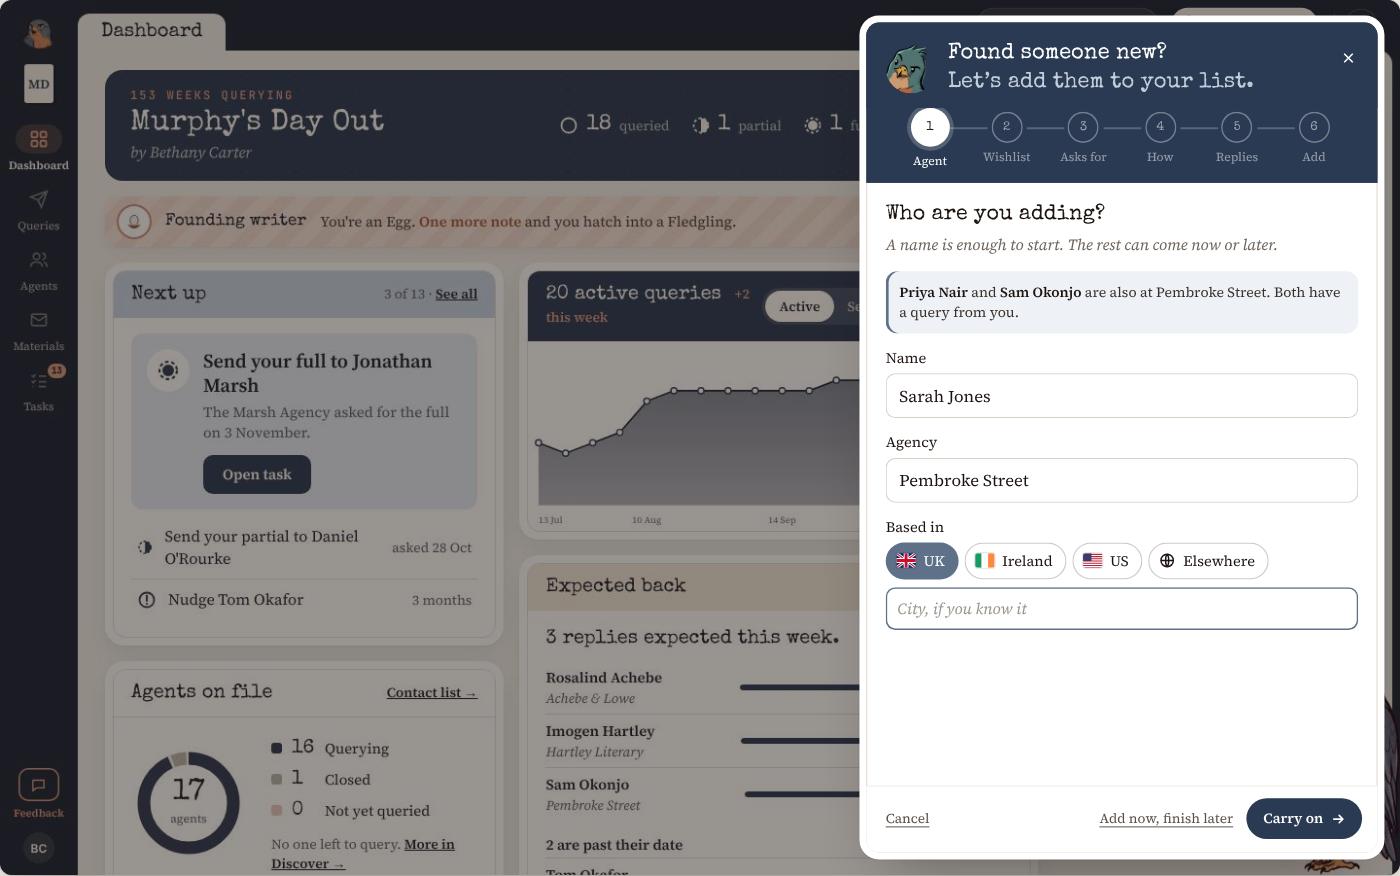 Dashboard
MD
Dashboard
Queries
Agents
Materials
13
Tasks
Feedback
BC
153 WEEKS QUERYING
Murphy's Day Out
by Bethany Carter
18 queried
1 partial
1
Founding writer You're an Egg. One more note and you hatch into a Fledgling.
Next up
3 of 13 · See all
Send your full to Jonathan
Marsh
The Marsh Agency asked for the full
on 3 November.
Open task
Send your partial to Daniel
O'Rourke
asked 28 Oct
Nudge Tom Okafor
3 months
Agents on file
Contact list →
17
agents
16 Querying
1 Closed
0 Not yet queried
No one left to query. More in
Discover →
20 active queries +2
this week
Active
13 Jul
10 Aug
14 Sep
Expected back
3 replies expected this week.
Rosalind Achebe
Achebe & Lowe
Imogen Hartley
Hartley Literary
Sam Okonjo
Pembroke Street
2 are past their date
Tom Okafor
Found someone new?
Let's add them to your list.
1
2
3
4
5
6
Agent
Wishlist
Asks for
How
Replies
Add
Who are you adding?
A name is enough to start. The rest can come now or later.
Priya Nair and Sam Okonjo are also at Pembroke Street. Both have
a query from you.
Name
Sarah Jones
Agency
Pembroke Street
Based in
UK
Ireland
US
Elsewhere
City, if you know it
Cancel
Add now, finish later
Carry on →